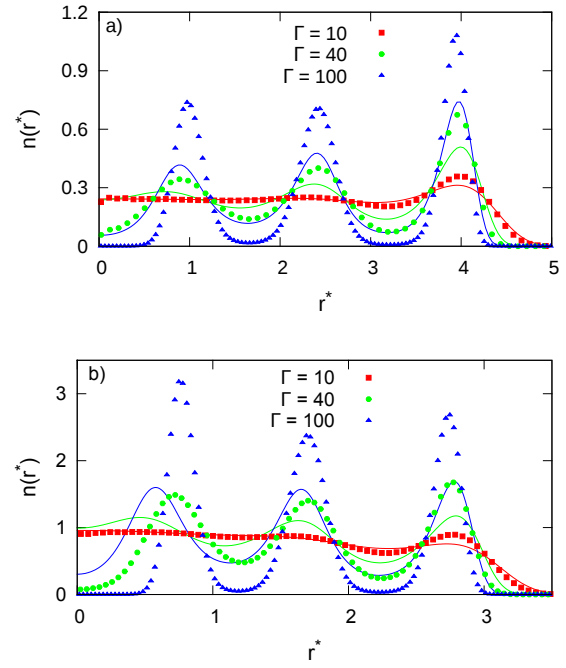 a)
Γ = 10
Γ = 40
Γ = 100
n(r*)
1.2
0.9
0.6
0.3
0
0 1 2 3 4 5
r*
b)
Γ = 10
Γ = 40
Γ = 100
n(r*)
3
2
1
0
0 1 2 3
r*